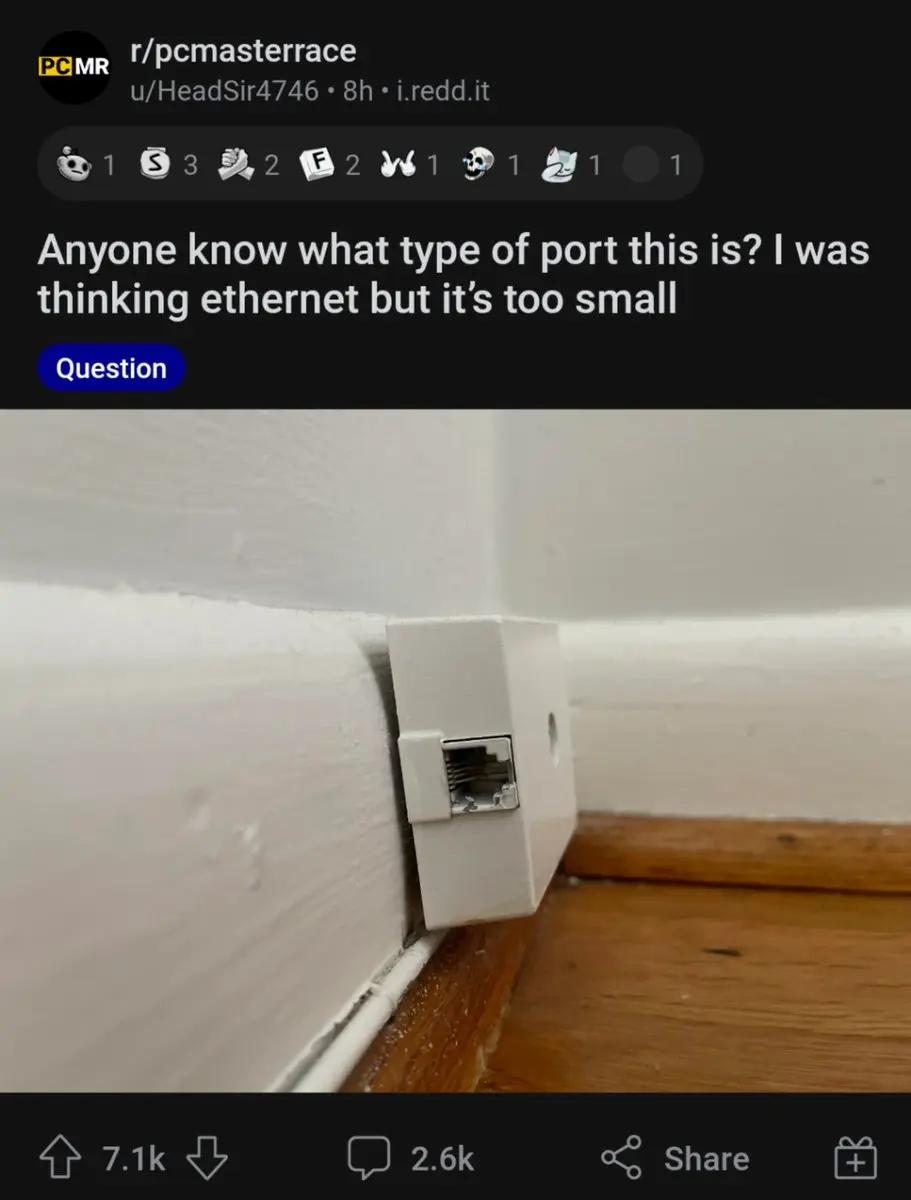 PCMR
r/pcmasterrace
u/HeadSir4746 • 8h • i.redd.it
1 S 3 2 F 2 1 1 1 1
Anyone know what type of port this is? I was
thinking ethernet but it’s too small
Question
7.1k 2.6k Share